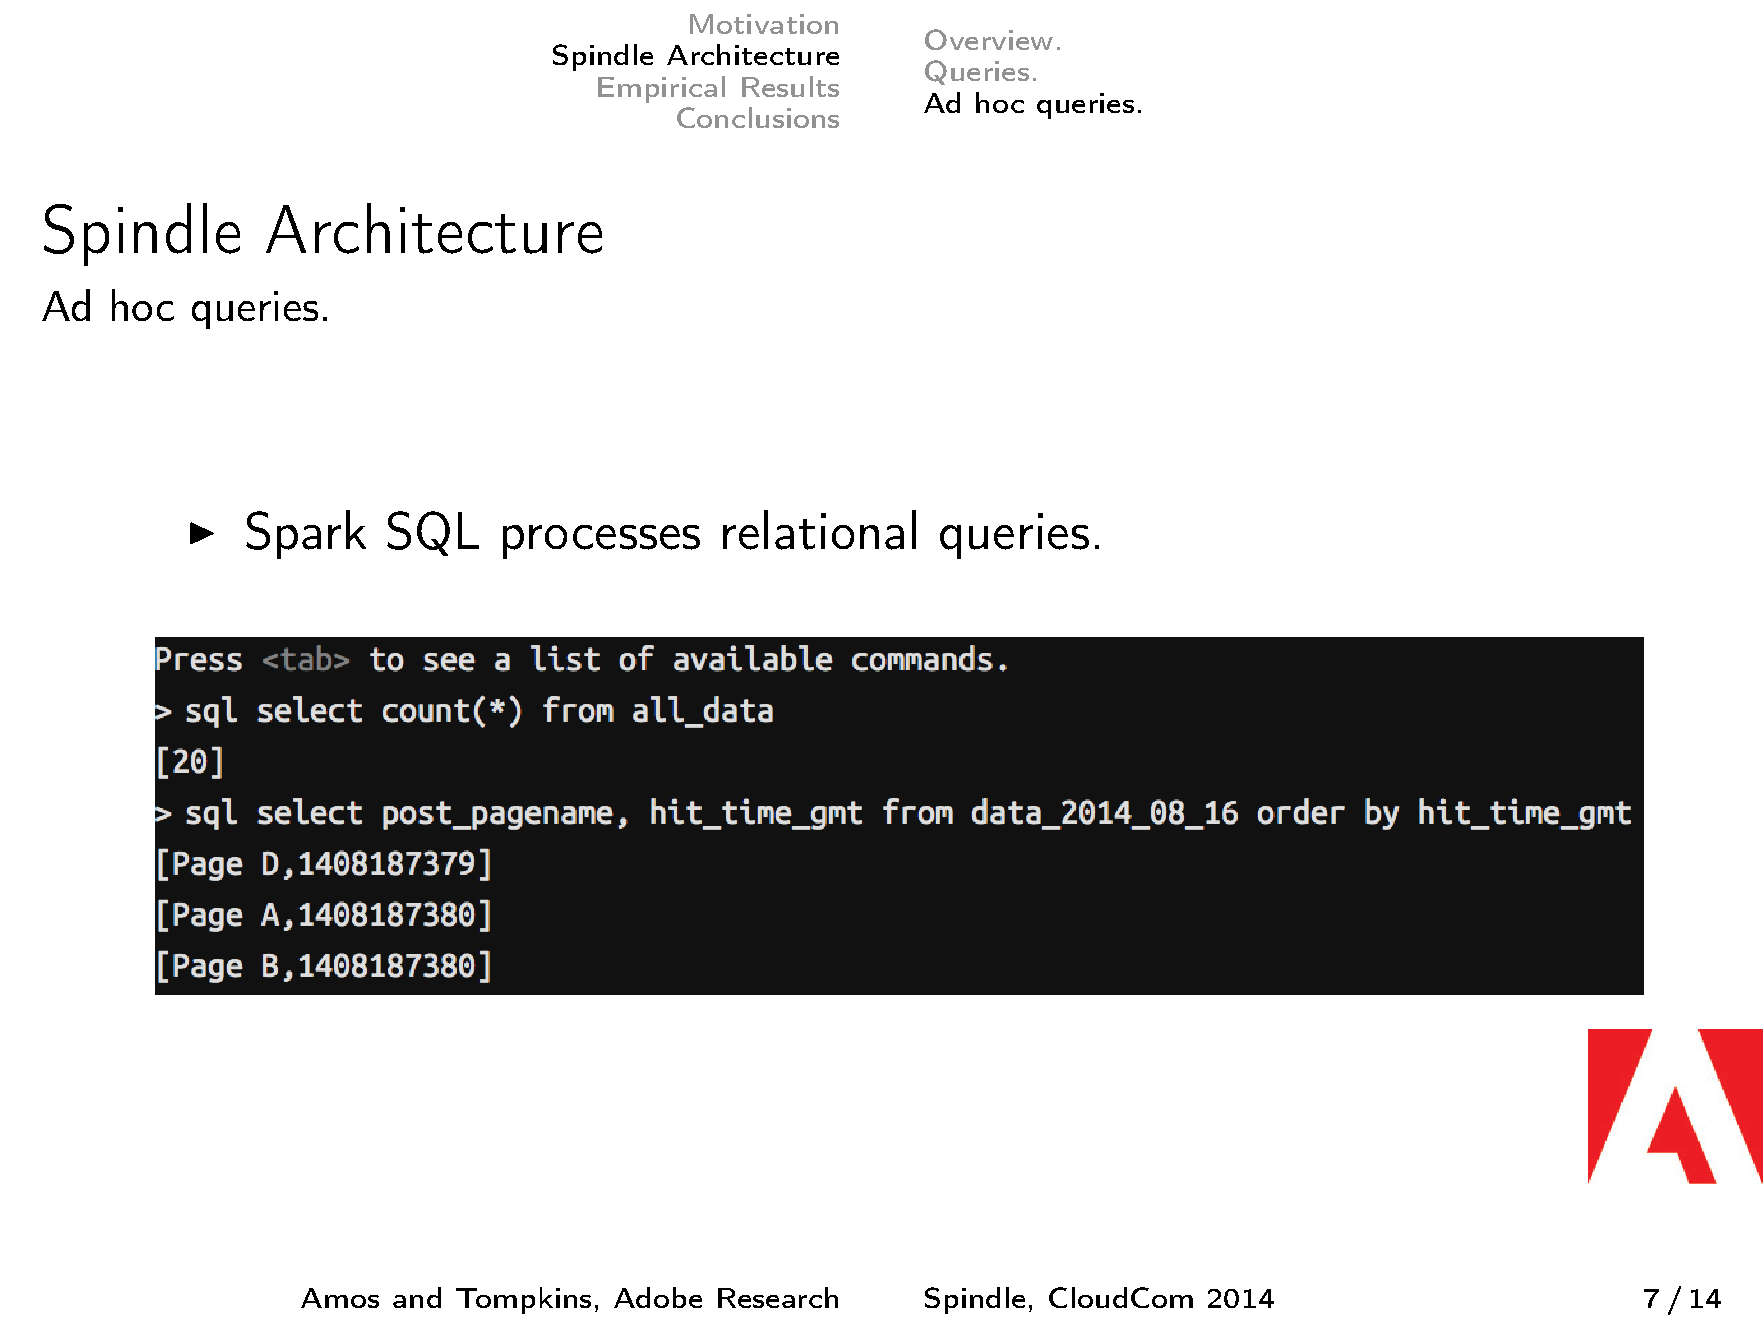 Motivation
Spindle Architecture
Empirical Results
Conclusions
Overview.
Queries.
Ad hoc queries.
Spindle Architecture
Ad hoc queries.
▶ Spark SQL processes relational queries.
Press <tab> to see a list of available commands.
> sql select count(*) from all_data
[20]
> sql select post_pagename, hit_time_gmt from data_2014_08_16 order by hit_time_gmt
[Page D,1408187379]
[Page A,1408187380]
[Page B,1408187380]
Amos and Tompkins, Adobe Research
Spindle, CloudCom 2014
7 / 14